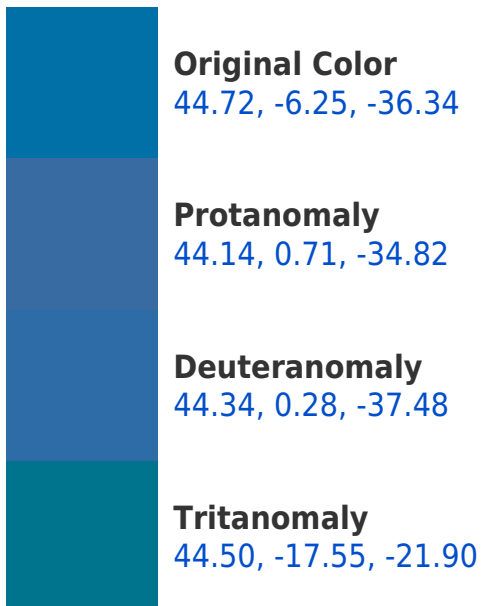 Original Color
44.72, -6.25, -36.34
Protanomaly
44.14, 0.71, -34.82
Deuteranomaly
44.34, 0.28, -37.48
Tritanomaly
44.50, -17.55, -21.90